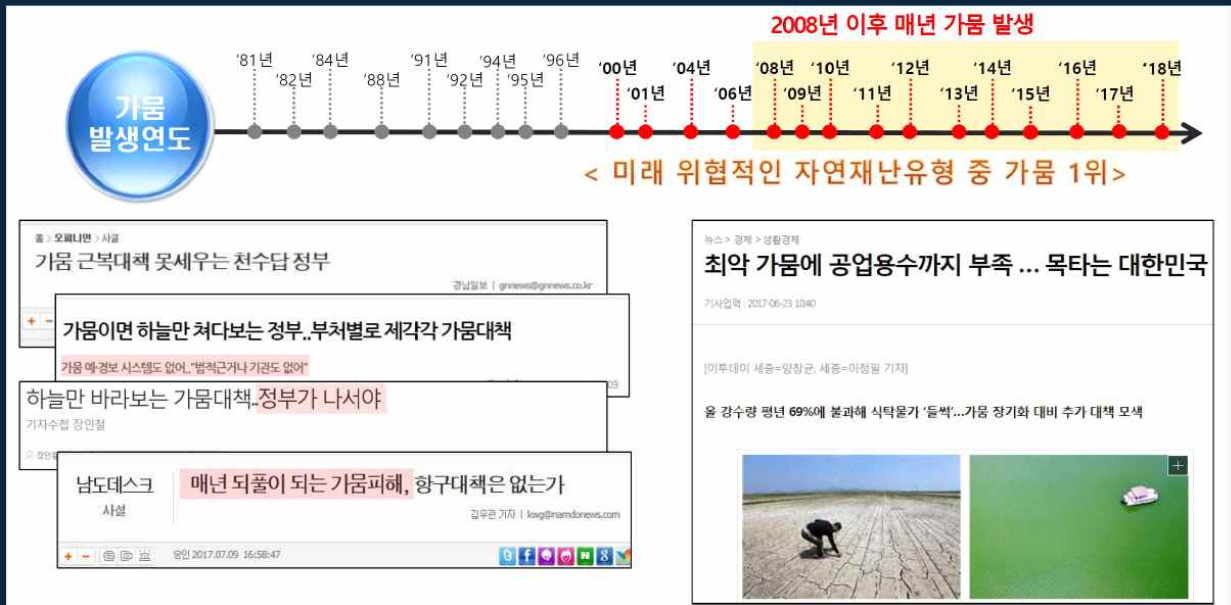 2008년 이후 매년 가뭄 발생
가뭄
발생연도
'81년
'82년
'84년
'88년
'91년
'92년
'94년
'95년
'96년
'00년
'01년
'04년
'06년
'08년
'09년
'10년
'11년
'12년
'13년
'14년
'15년
'16년
'17년
'18년
< 미래 위협적인 자연재난유형 중 가뭄 1위>
홈 > 오피니언 > 사설
가뭄 근복대책 못세우는 천수답 정부
경남일보 | gnnews@gnnews.co.kr
가뭄이면 하늘만 쳐다보는 정부..부처별로 제각각 가뭄대책
가뭄 예·경보 시스템도 없어.."법적근거나 기관도 없어"
09
하늘만 바라보는 가뭄대책..정부가 나서야
기자수첩 장인철
남도데스크
사설
매년 되풀이 되는 가뭄피해, 항구대책은 없는가
김우관 기자 | kwg@namdonews.com
승인 2017.07.09 16:58:47
뉴스 > 경제 > 생활경제
최악 가뭄에 공업용수까지 부족 ... 목타는 대한민국
기사입력 : 2017-06-23 10:40
[이투데이 세종=양창균, 세종=이정필 기자]
올 강수량 평년 69%에 불과해 식탁물가 '들썩'...가뭄 장기화 대비 추가 대책 모색